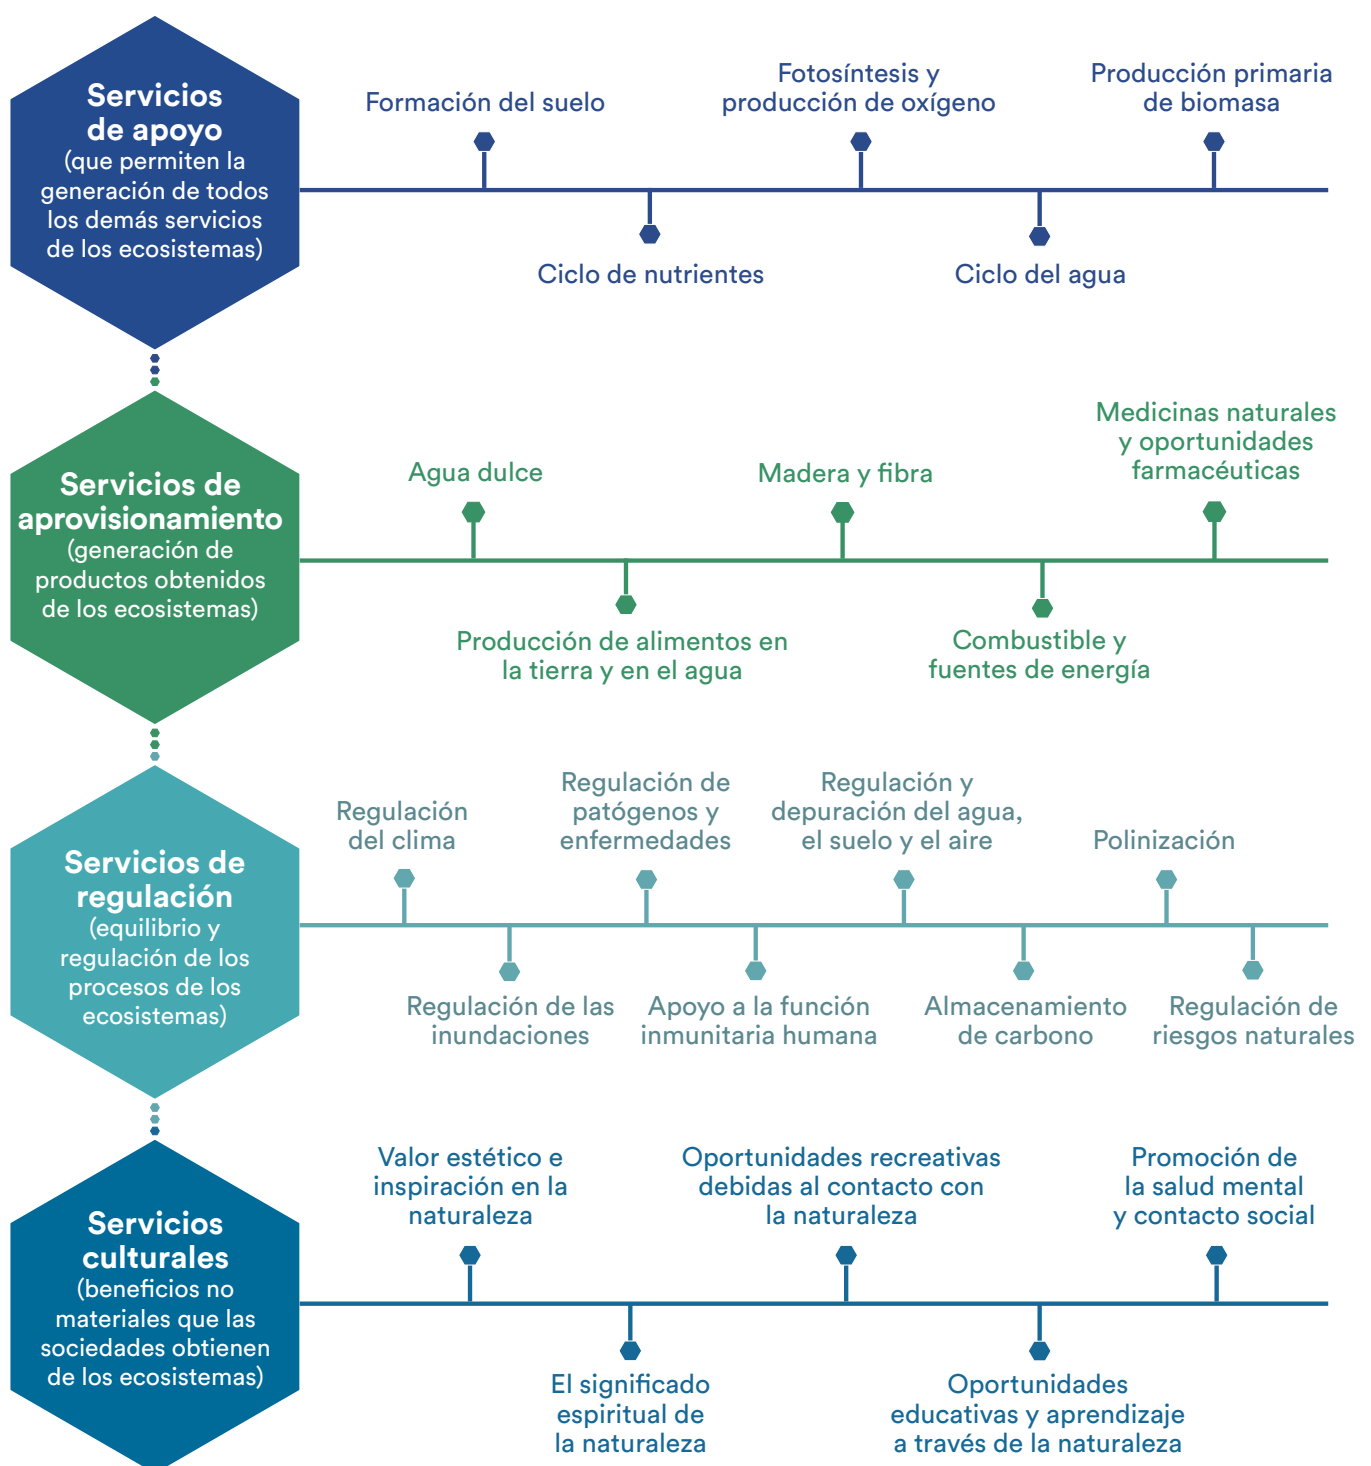 Servicios
de apoyo
(que permiten la
generación de todos
los demás servicios
de los ecosistemas)
Formación del suelo
Ciclo de nutrientes
Fotosíntesis y
producción de oxígeno
Ciclo del agua
Producción primaria
de biomasa
Servicios de
aprovisionamiento
(generación de
productos obtenidos
de los ecosistemas)
Agua dulce
Producción de alimentos en
la tierra y en el agua
Madera y fibra
Combustible y
fuentes de energía
Medicinas naturales
y oportunidades
farmacéuticas
Servicios de
regulación
(equilibrio y
regulación de los
procesos de los
ecosistemas)
Regulación
del clima
Regulación de las
inundaciones
Regulación de
patógenos y
enfermedades
Apoyo a la función
inmunitaria humana
Regulación y
depuración del agua,
el suelo y el aire
Almacenamiento
de carbono
Polinización
Regulación de
riesgos naturales
Servicios
culturales
(beneficios no
materiales que las
sociedades obtienen
de los ecosistemas)
Valor estético e
inspiración en la
naturaleza
El significado
espiritual de
la naturaleza
Oportunidades recreativas
debidas al contacto con
la naturaleza
Oportunidades
educativas y aprendizaje
a través de la naturaleza
Promoción de
la salud mental
y contacto social